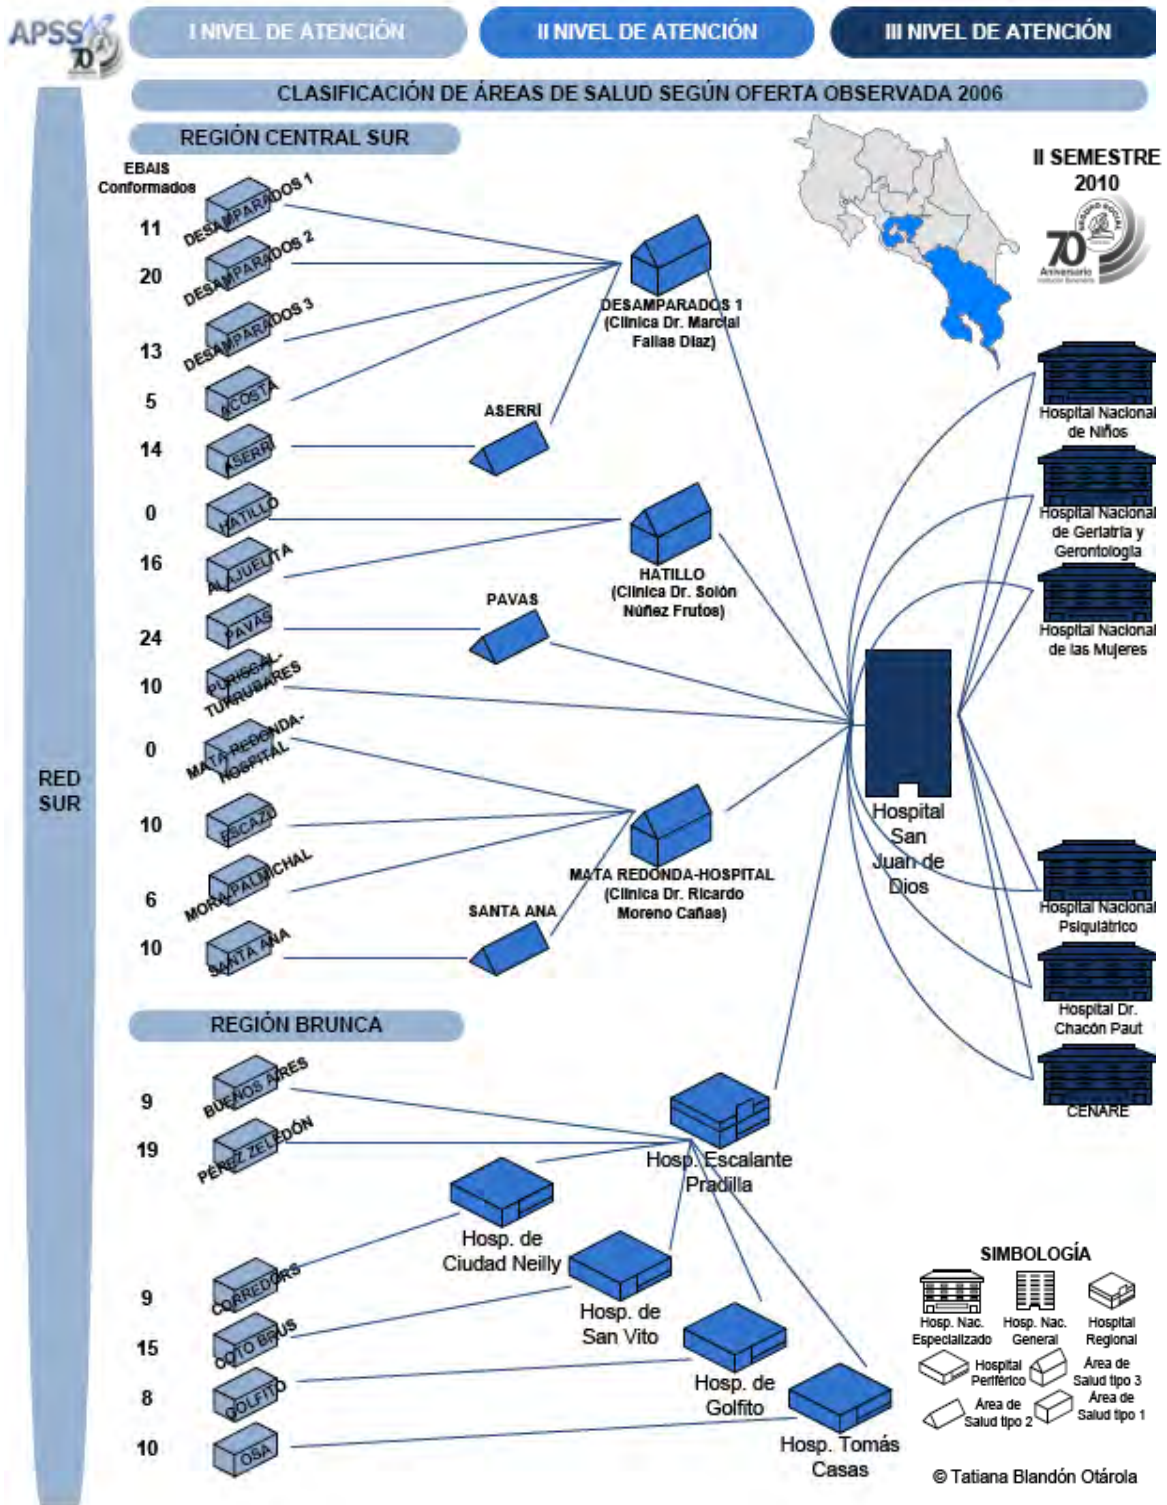 APSS
70
I NIVEL DE ATENCIÓN
II NIVEL DE ATENCIÓN
III NIVEL DE ATENCIÓN
CLASIFICACIÓN DE ÁREAS DE SALUD SEGÚN OFERTA OBSERVADA 2006
REGIÓN CENTRAL SUR
II SEMESTRE
2010
SEGURO SOCIAL
70
Aniversario
EBAIS
Conformados
11
DESAMPARADOS 1
20
DESAMPARADOS 2
13
DESAMPARADOS 3
5
ACOSTA
14
ASERRÍ
0
HATILLO
16
ALAJUELITA
24
PAVAS
10
PURISCAL-
TURRUBARES
0
MATA REDONDA-
HOSPITAL
10
ESCAZÚ
6
MORA PALMICHAL
10
SANTA ANA
DESAMPARADOS 1
(Clínica Dr. Marcial
Fallas Díaz)
ASERRÍ
HATILLO
(Clínica Dr. Solón
Núñez Frutos)
PAVAS
MATA REDONDA-HOSPITAL
(Clínica Dr. Ricardo
Moreno Cañas)
SANTA ANA
Hospital
San
Juan de
Dios
Hospital Nacional
de Niños
Hospital Nacional
de Geriatría y
Gerontología
Hospital Nacional
de las Mujeres
Hospital Nacional
Psiquiátrico
Hospital Dr.
Chacón Paut
CENARE
RED
SUR
REGIÓN BRUNCA
9
BUENOS AIRES
19
PÉREZ ZELEDÓN
9
CORREDORS
15
COTO BRUS
8
GOLFITO
10
OSA
Hosp. Escalante
Pradilla
Hosp. de
Ciudad Neilly
Hosp. de
San Vito
Hosp. de
Golfito
Hosp. Tomás
Casas
SIMBOLOGÍA
Hosp. Nac.
Especializado
Hosp. Nac.
General
Hospital
Regional
Hospital
Periférico
Área de
Salud tipo 3
Área de
Salud tipo 2
Área de
Salud tipo 1
© Tatiana Blandón Otárola